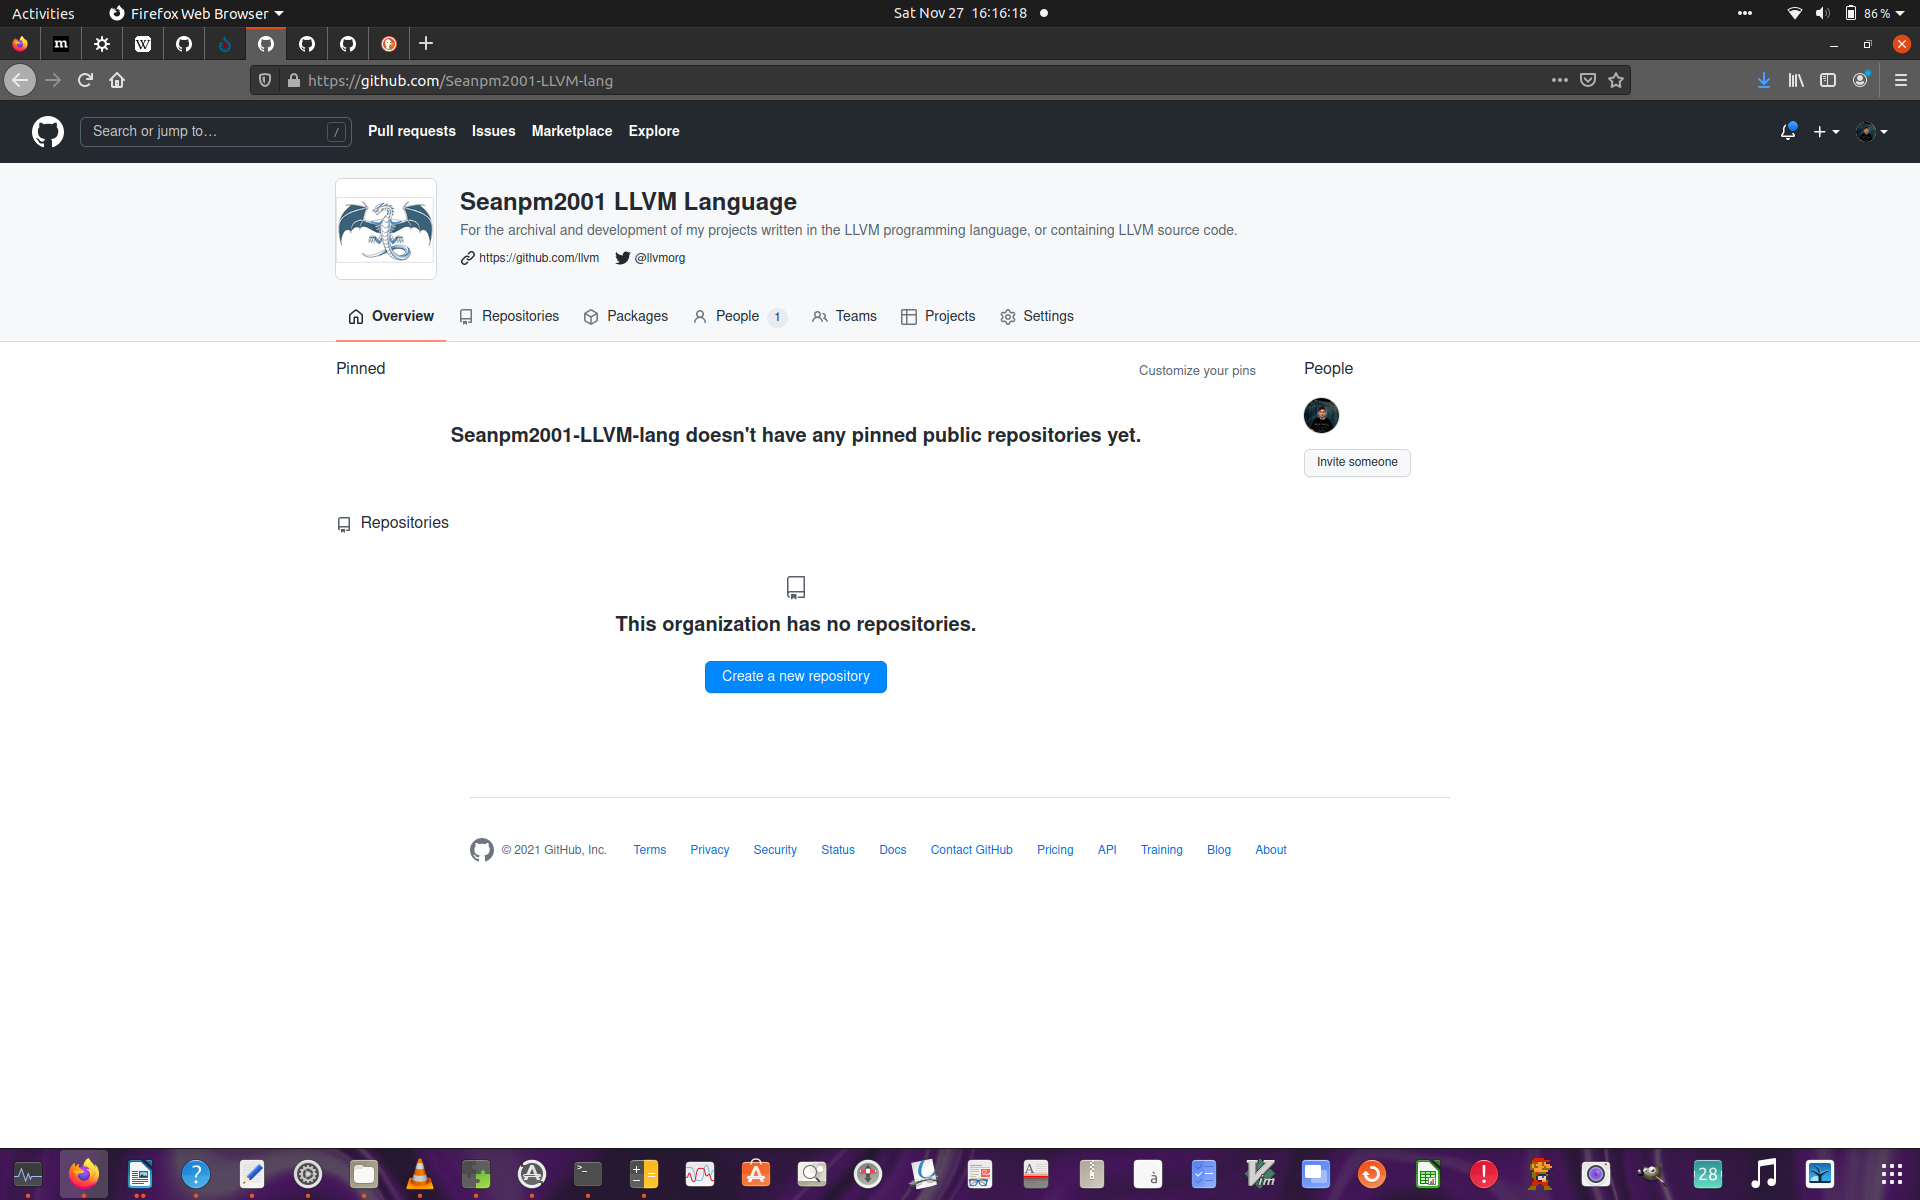 Activities Firefox Web Browser Sat Nov 27 16:16:18 86 %
m W
https://github.com/Seanpm2001-LLVM-lang
Search or jump to… / Pull requests Issues Marketplace Explore
Seanpm2001 LLVM Language
For the archival and development of my projects written in the LLVM programming language, or containing LLVM source code.
https://github.com/llvm @llvmorg
Overview Repositories Packages People 1 Teams Projects Settings
Pinned Customize your pins People
Seanpm2001-LLVM-lang doesn't have any pinned public repositories yet.
Invite someone
Repositories
This organization has no repositories.
Create a new repository
© 2021 GitHub, Inc. Terms Privacy Security Status Docs Contact GitHub Pricing API Training Blog About
? >_ A à Vim ! 28